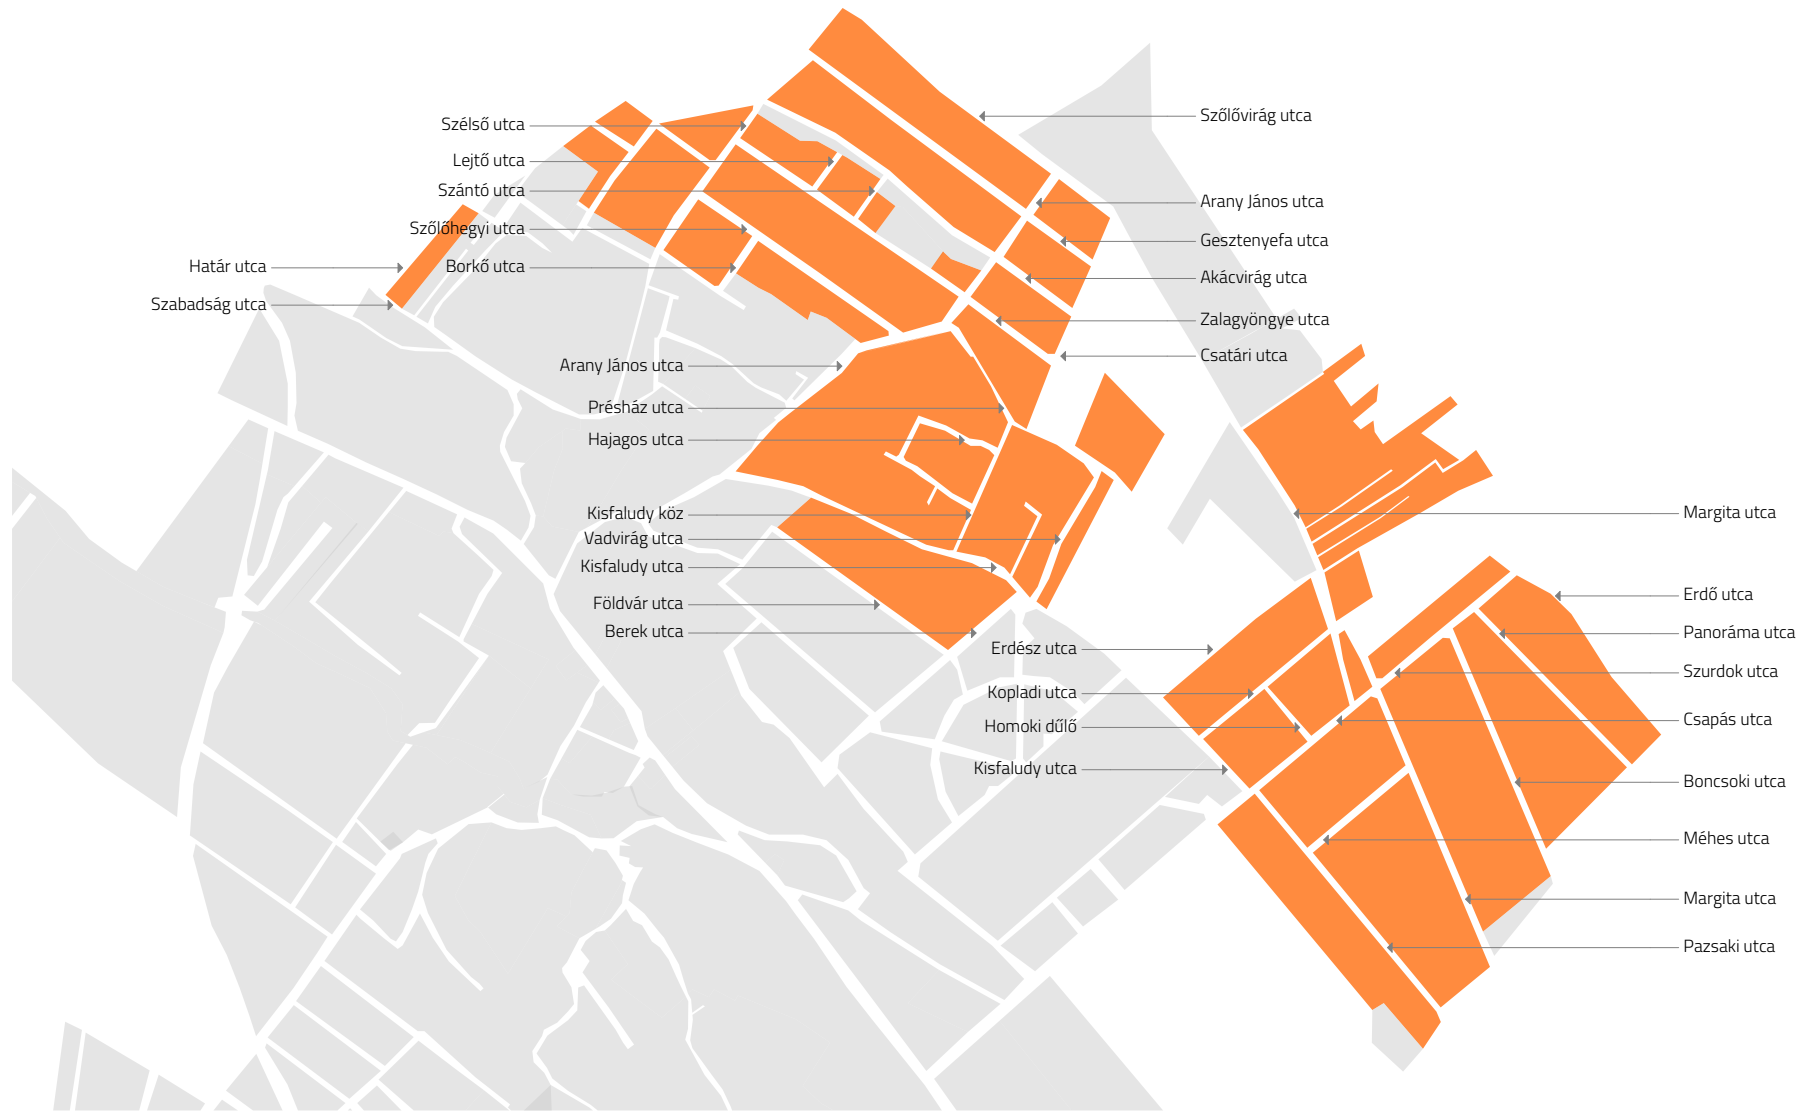 Szőlővirág utca
Szélső utca
Lejtő utca
Szántó utca
Arany János utca
Szőlőhegyi utca
Gesztenyefa utca
Határ utca
Borkő utca
Akácvirág utca
Szabadság utca
Zalagyöngye utca
Csatári utca
Arany János utca
Présház utca
Hajagos utca
Kisfaludy köz
Margita utca
Vadvirág utca
Kisfaludy utca
Erdő utca
Földvár utca
Berek utca
Panoráma utca
Erdész utca
Szurdok utca
Kopladi utca
Csapás utca
Homoki dűlő
Kisfaludy utca
Boncsoki utca
Méhes utca
Margita utca
Pazsaki utca